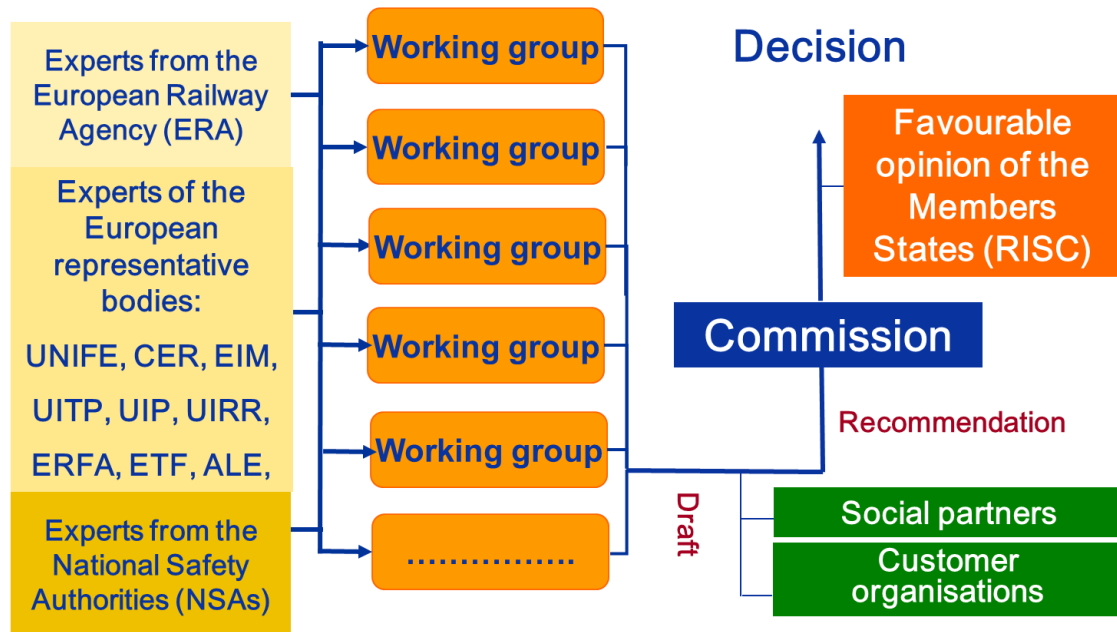 Experts from the
European Railway
Agency (ERA)
Experts of the
European
representative
bodies:
UNIFE, CER, EIM,
UITP, UIP, UIRR,
ERFA, ETF, ALE,
Experts from the
National Safety
Authorities (NSAs)
Working group
Working group
Working group
Working group
Working group
................
Decision
Favourable
opinion of the
Members
States (RISC)
Commission
Recommendation
Draft
Social partners
Customer
organisations